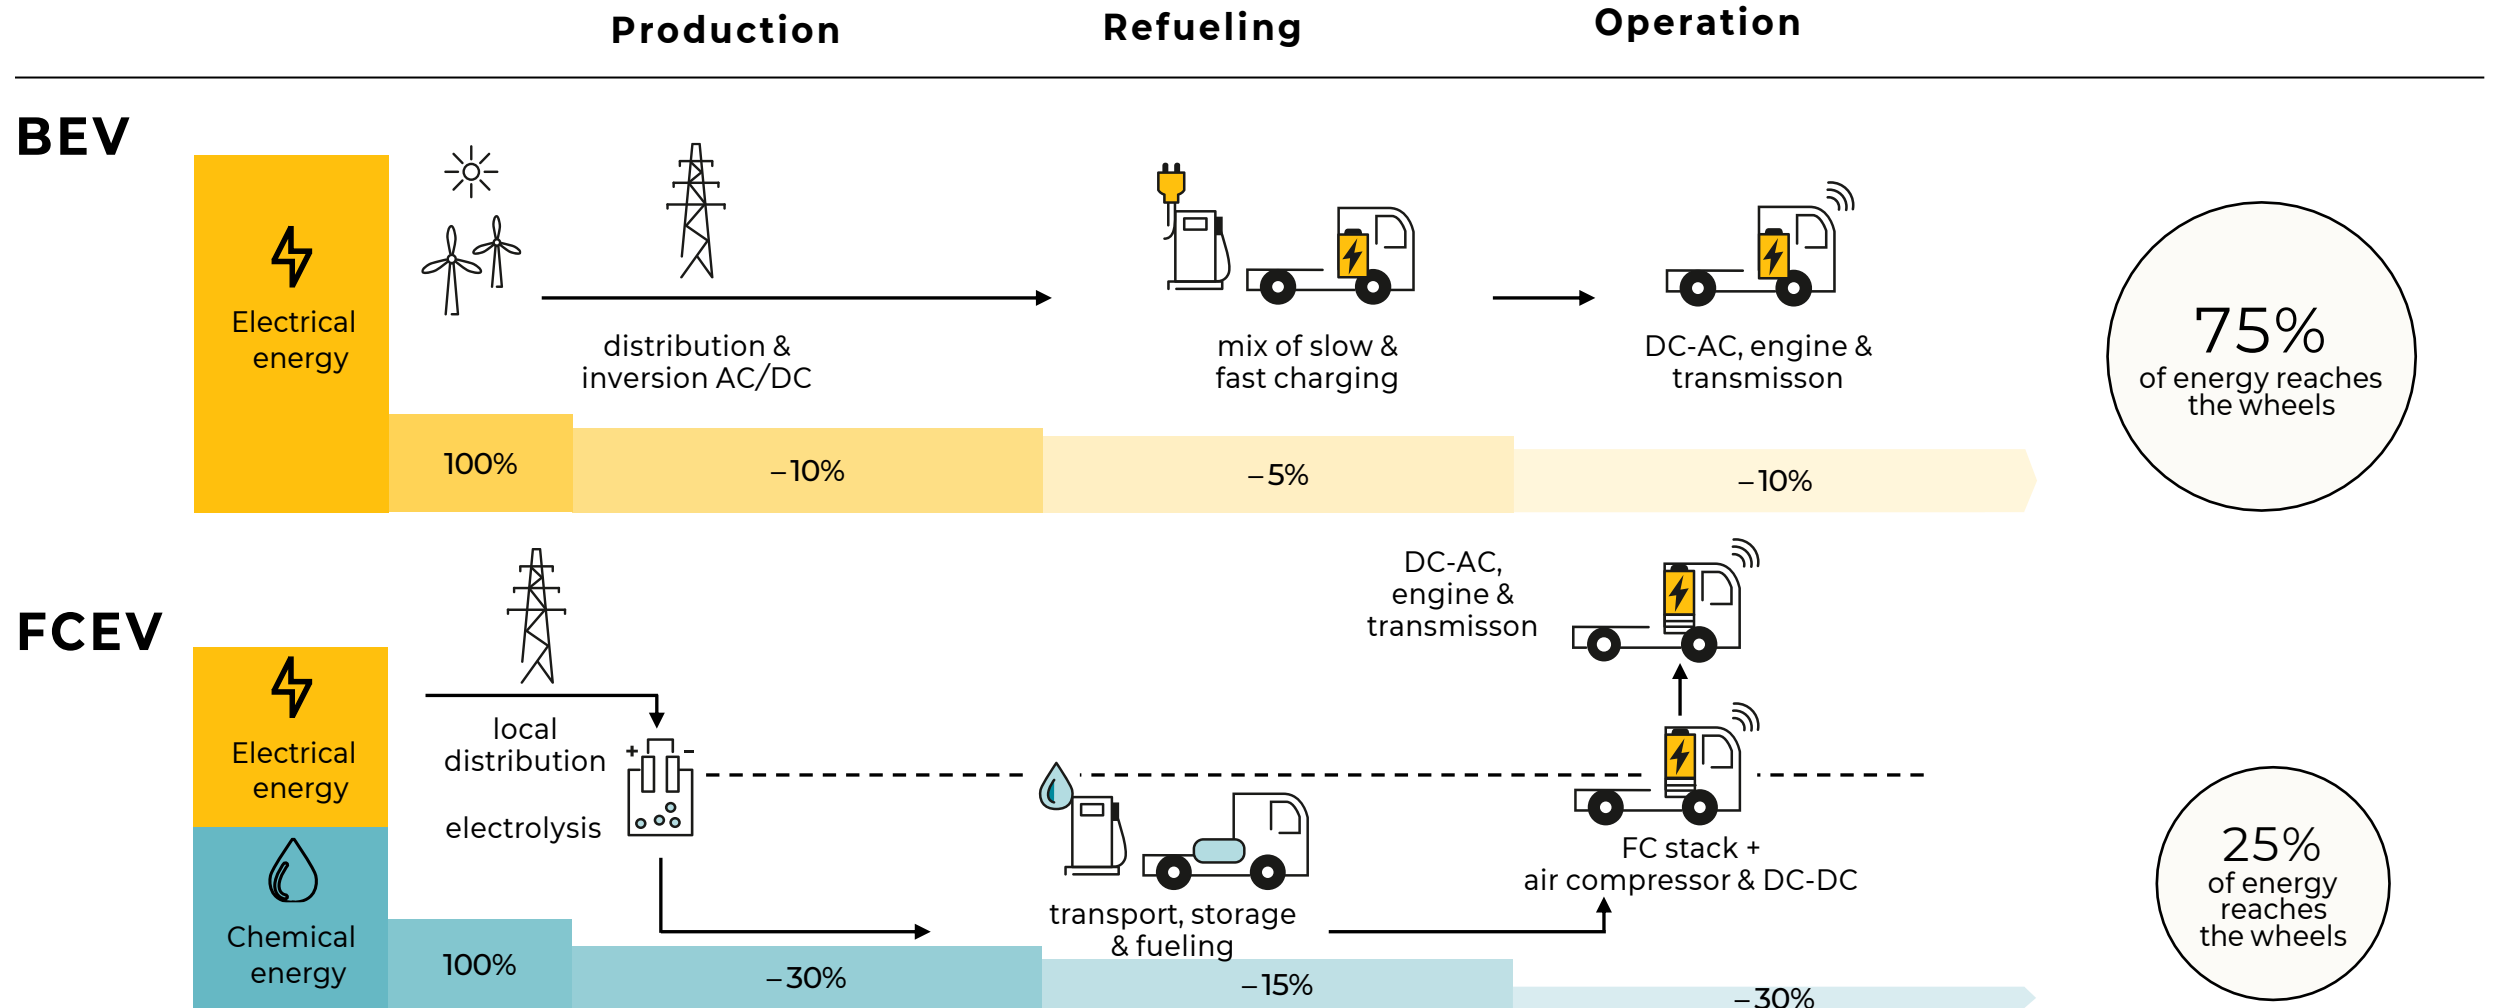 Production
Refueling
Operation
BEV
Electrical
energy
distribution &
inversion AC/DC
mix of slow &
fast charging
DC-AC, engine &
transmisson
75%
of energy reaches
the wheels
100%
–10%
–5%
–10%
FCEV
Electrical
energy
Chemical
energy
local
distribution
electrolysis
+ –
transport, storage
& fueling
DC-AC,
engine &
transmisson
FC stack +
air compressor & DC-DC
25%
of energy
reaches
the wheels
100%
–30%
–15%
–30%